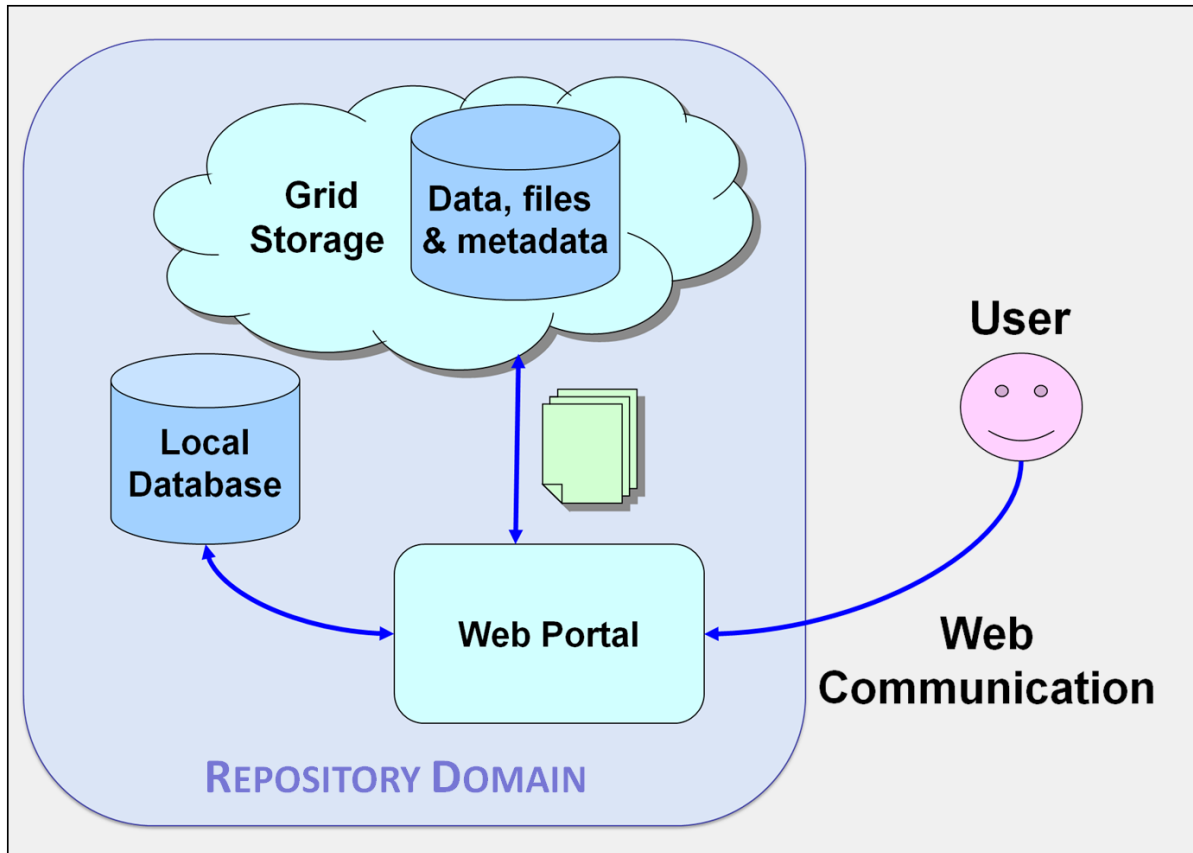 Grid
Storage
Data, files
& metadata
User
Local
Database
Web Portal
Web
Communication
REPOSITORY DOMAIN